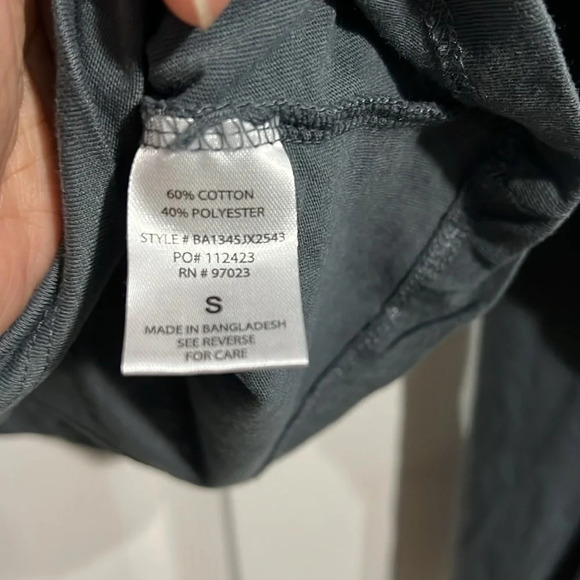 60% COTTON
40% POLYESTER
STYLE # BA1345JX2543
PO# 112423
RN # 97023
S
MADE IN BANGLADESH
SEE REVERSE
FOR CARE